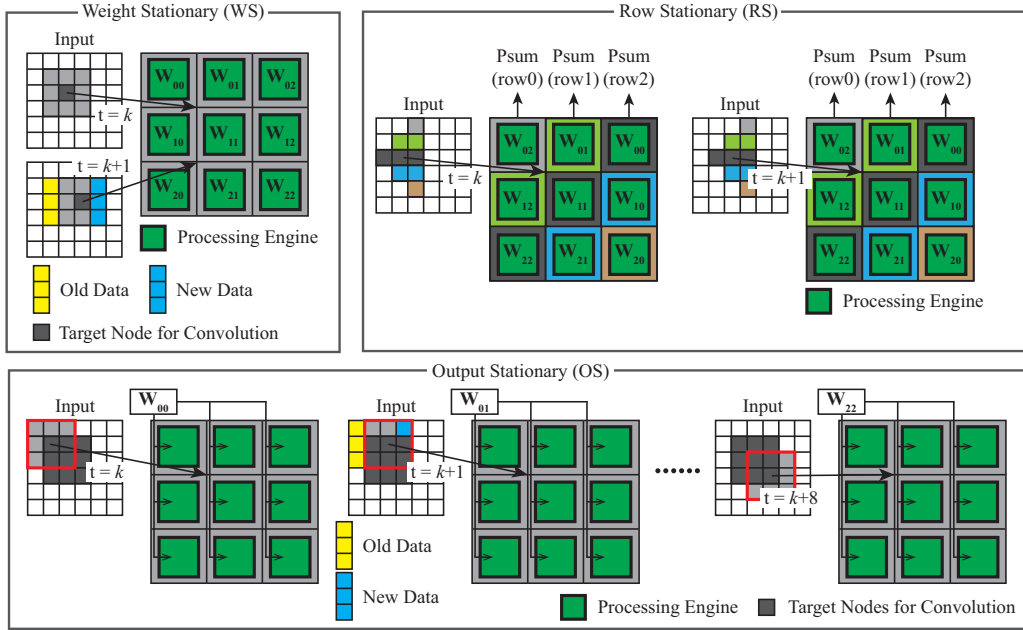 Weight Stationary (WS)
Input
t = k
t = k+1
W00 W01 W02
W10 W11 W12
W20 W21 W22
Processing Engine
Old Data
New Data
Target Node for Convolution
Row Stationary (RS)
Psum Psum Psum
(row0) (row1) (row2)
Input
t = k
W02 W01 W00
W12 W11 W10
W22 W21 W20
Psum Psum Psum
(row0) (row1) (row2)
Input
t = k+1
W02 W01 W00
W12 W11 W10
W22 W21 W20
Processing Engine
Output Stationary (OS)
Input
W00
t = k
Input
W01
t = k+1
Old Data
New Data
......
Input
W22
t = k+8
Processing Engine
Target Nodes for Convolution